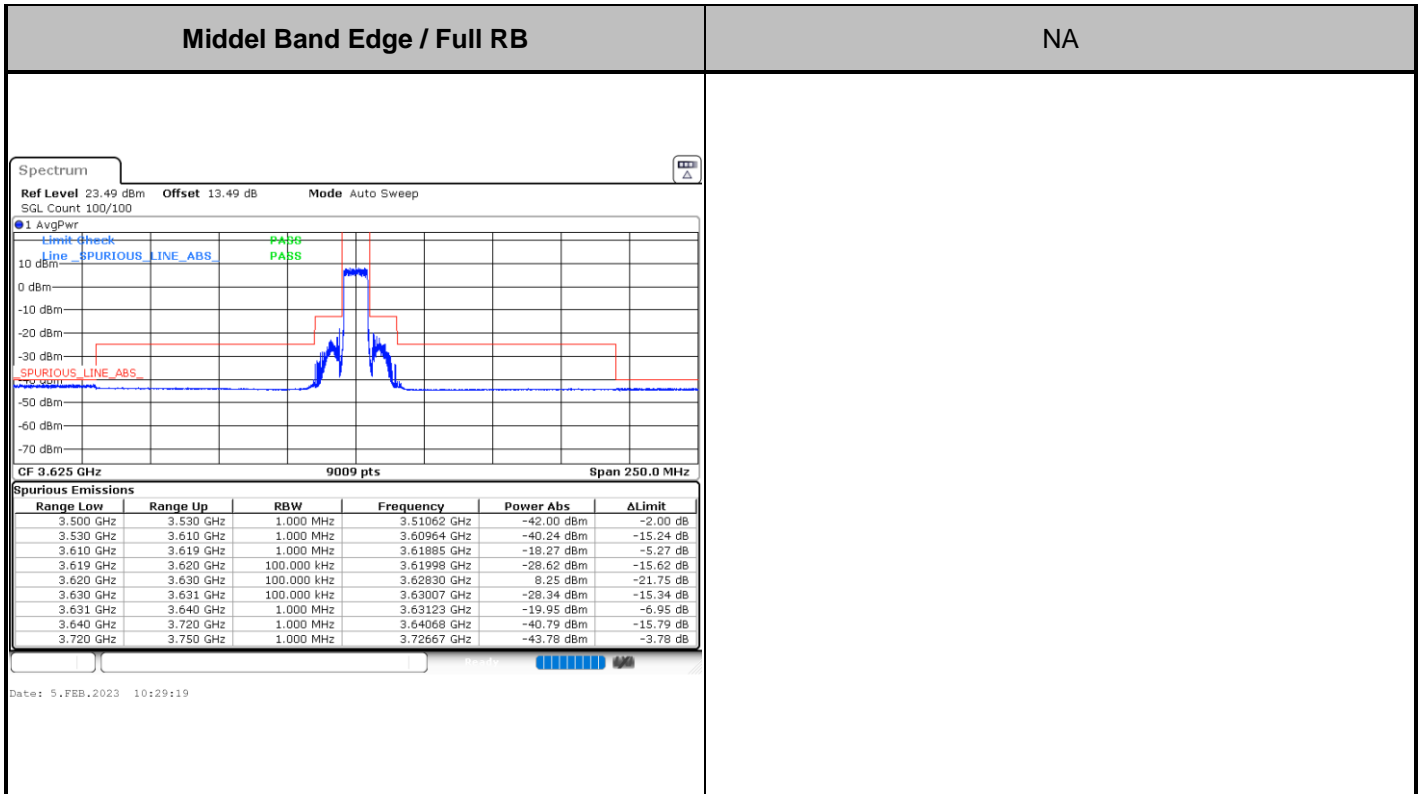 Middel Band Edge / Full RB NA
Spectrum
Ref Level 23.49 dBm Offset 13.49 dB Mode Auto Sweep
SGL Count 100/100
1 AvgPwr
Limit Check PASS
Line _SPURIOUS_LINE_ABS_ PASS
10 dBm
0 dBm
-10 dBm
-20 dBm
-30 dBm
_SPURIOUS_LINE_ABS_
-40 dBm
-50 dBm
-60 dBm
-70 dBm
CF 3.625 GHz 9009 pts Span 250.0 MHz
Spurious Emissions
Range Low Range Up RBW Frequency Power Abs ΔLimit
3.500 GHz 3.530 GHz 1.000 MHz 3.51062 GHz -42.00 dBm -2.00 dB
3.530 GHz 3.610 GHz 1.000 MHz 3.60964 GHz -40.24 dBm -15.24 dB
3.610 GHz 3.619 GHz 1.000 MHz 3.61885 GHz -18.27 dBm -5.27 dB
3.619 GHz 3.620 GHz 100.000 kHz 3.61998 GHz -28.62 dBm -15.62 dB
3.620 GHz 3.630 GHz 100.000 kHz 3.62830 GHz 8.25 dBm -21.75 dB
3.630 GHz 3.631 GHz 100.000 kHz 3.63007 GHz -28.34 dBm -15.34 dB
3.631 GHz 3.640 GHz 1.000 MHz 3.63123 GHz -19.95 dBm -6.95 dB
3.640 GHz 3.720 GHz 1.000 MHz 3.64068 GHz -40.79 dBm -15.79 dB
3.720 GHz 3.750 GHz 1.000 MHz 3.72667 GHz -43.78 dBm -3.78 dB
Ready
Date: 5.FEB.2023 10:29:19